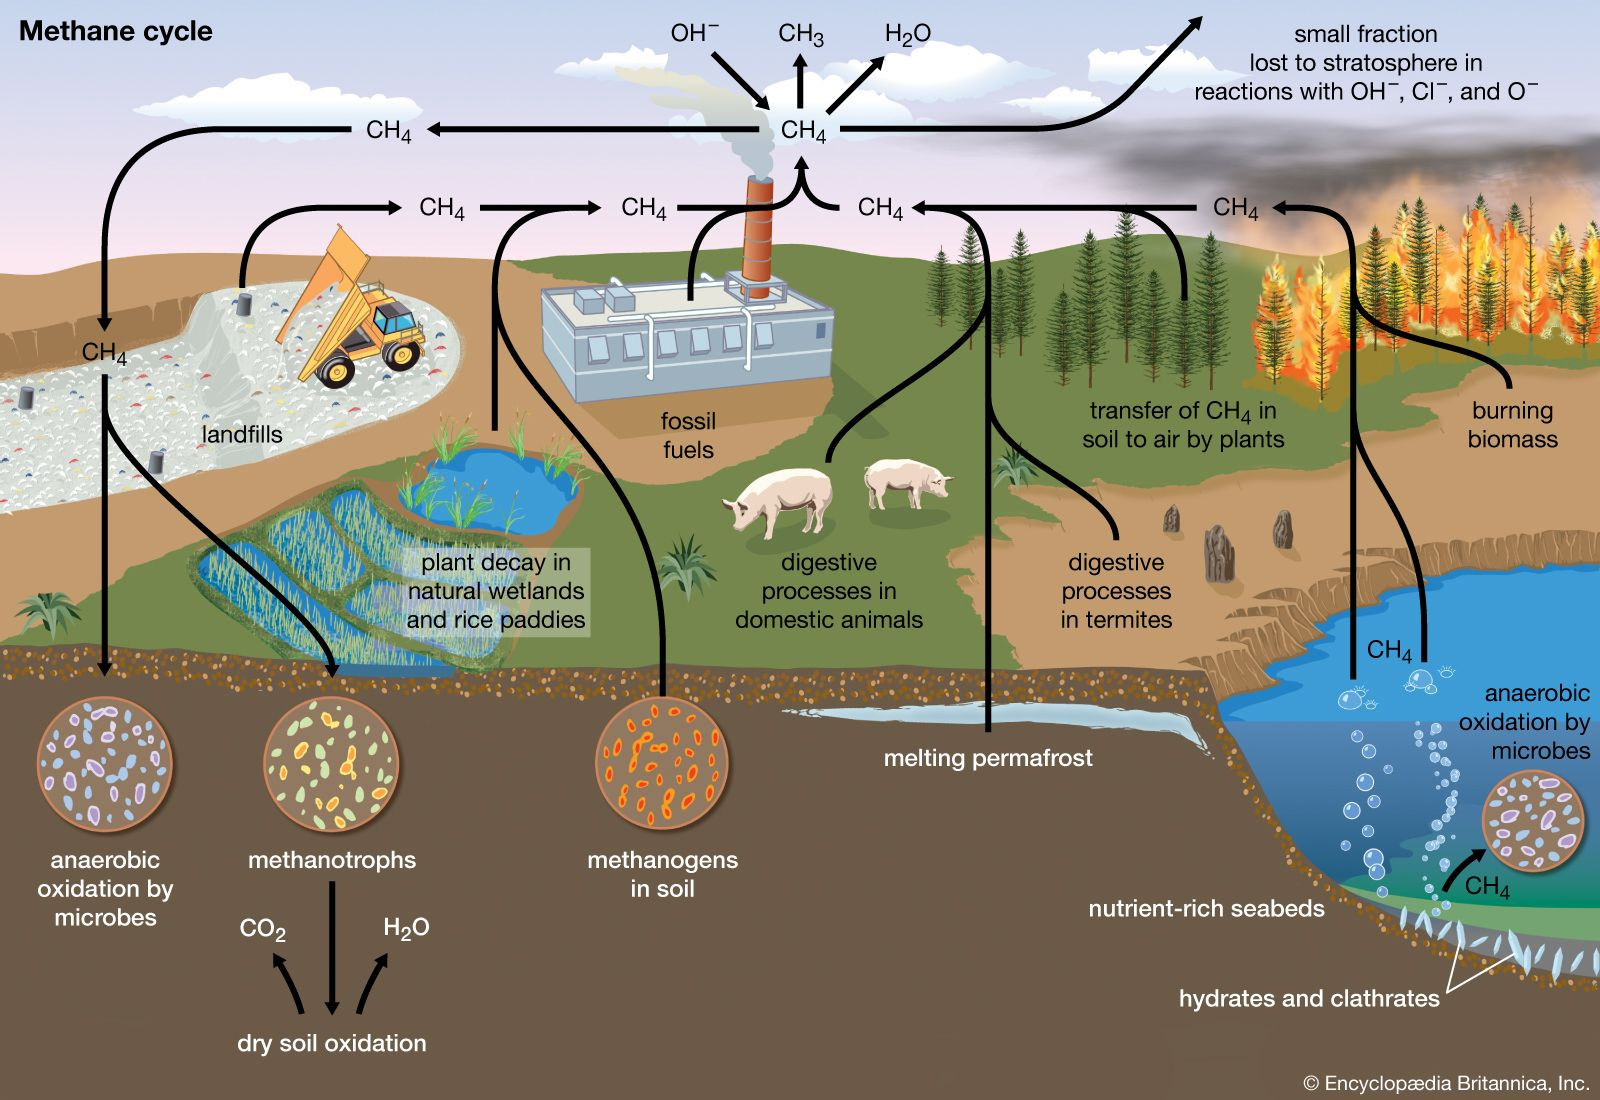 Methane cycle
OH⁻
CH₃
H₂O
small fraction
lost to stratosphere in
reactions with OH⁻, Cl⁻, and O⁻
CH₄
CH₄
CH₄
CH₄
CH₄
CH₄
CH₄
landfills
fossil
fuels
transfer of CH₄ in
soil to air by plants
burning
biomass
plant decay in
natural wetlands
and rice paddies
digestive
processes in
domestic animals
digestive
processes
in termites
CH₄
anaerobic
oxidation by
microbes
melting permafrost
anaerobic
oxidation by
microbes
methanotrophs
methanogens
in soil
CH₄
nutrient-rich seabeds
CO₂
H₂O
hydrates and clathrates
dry soil oxidation
© Encyclopædia Britannica, Inc.